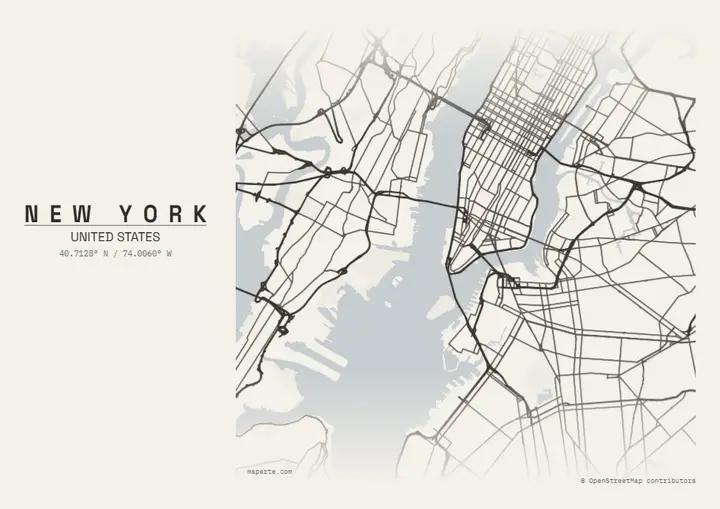 NEW YORK
UNITED STATES
40.7128° N / 74.0060° W
maparte.com
© OpenStreetMap contributors